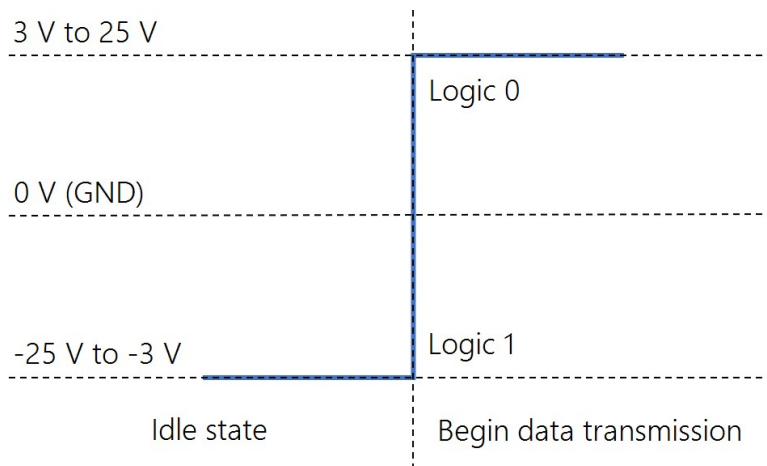 3 V to 25 V
Logic 0
0 V (GND)
Logic 1
-25 V to -3 V
Idle state
Begin data transmission